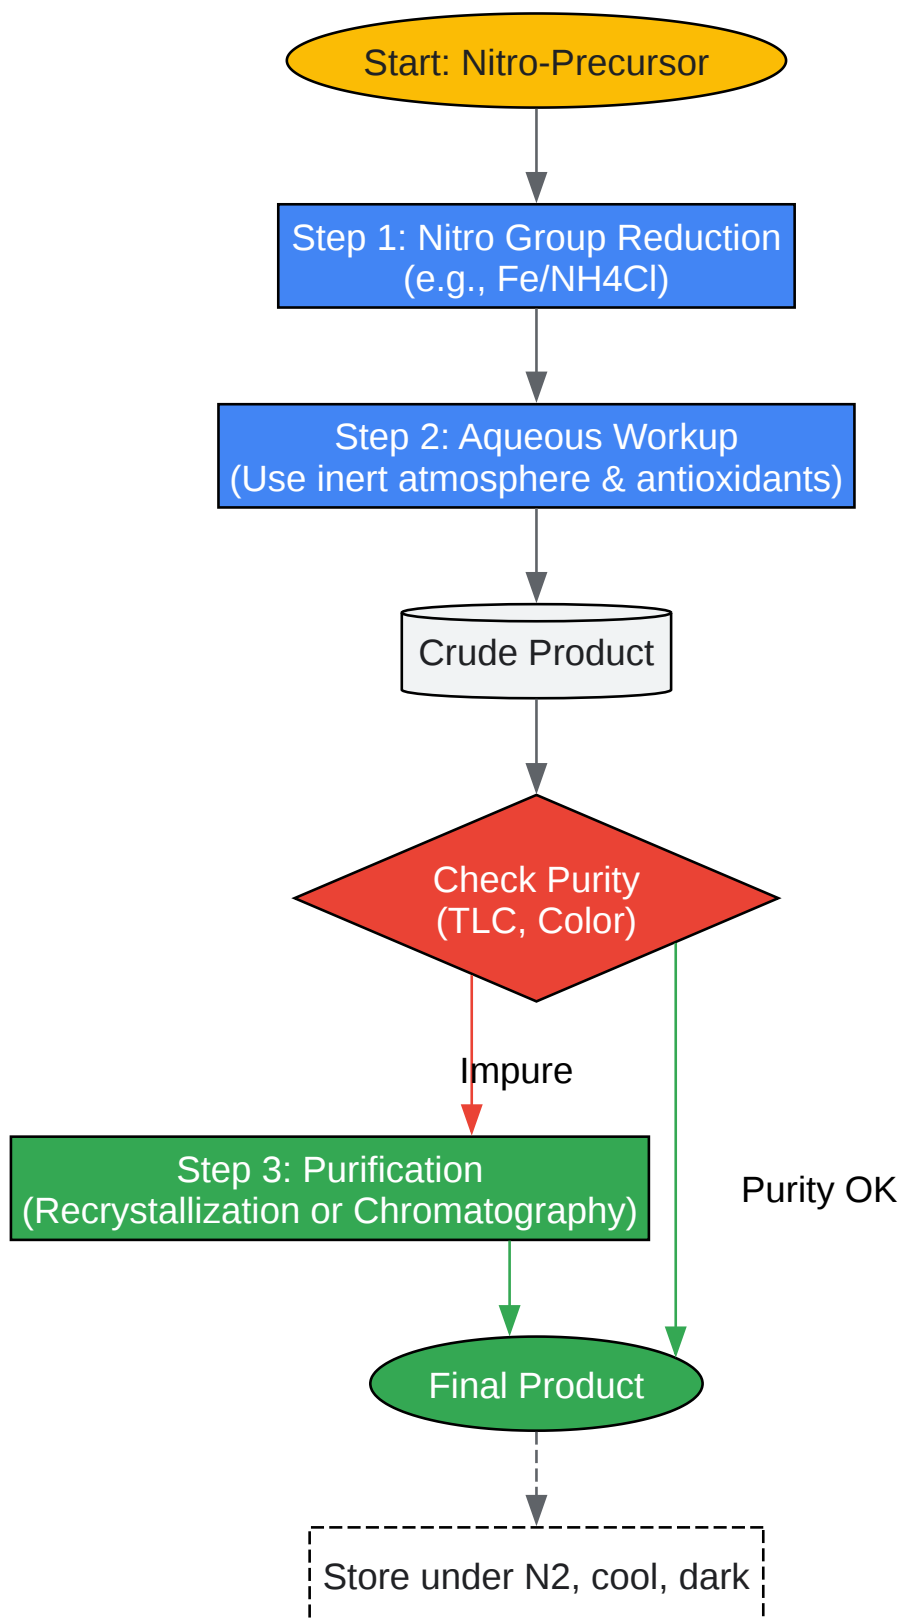 Start: Nitro-Precursor
Step 1: Nitro Group Reduction
(e.g., Fe/NH4Cl)
Step 2: Aqueous Workup
(Use inert atmosphere & antioxidants)
Crude Product
Check Purity
(TLC, Color)
Impure
Step 3: Purification
(Recrystallization or Chromatography)
Purity OK
Final Product
Store under N2, cool, dark